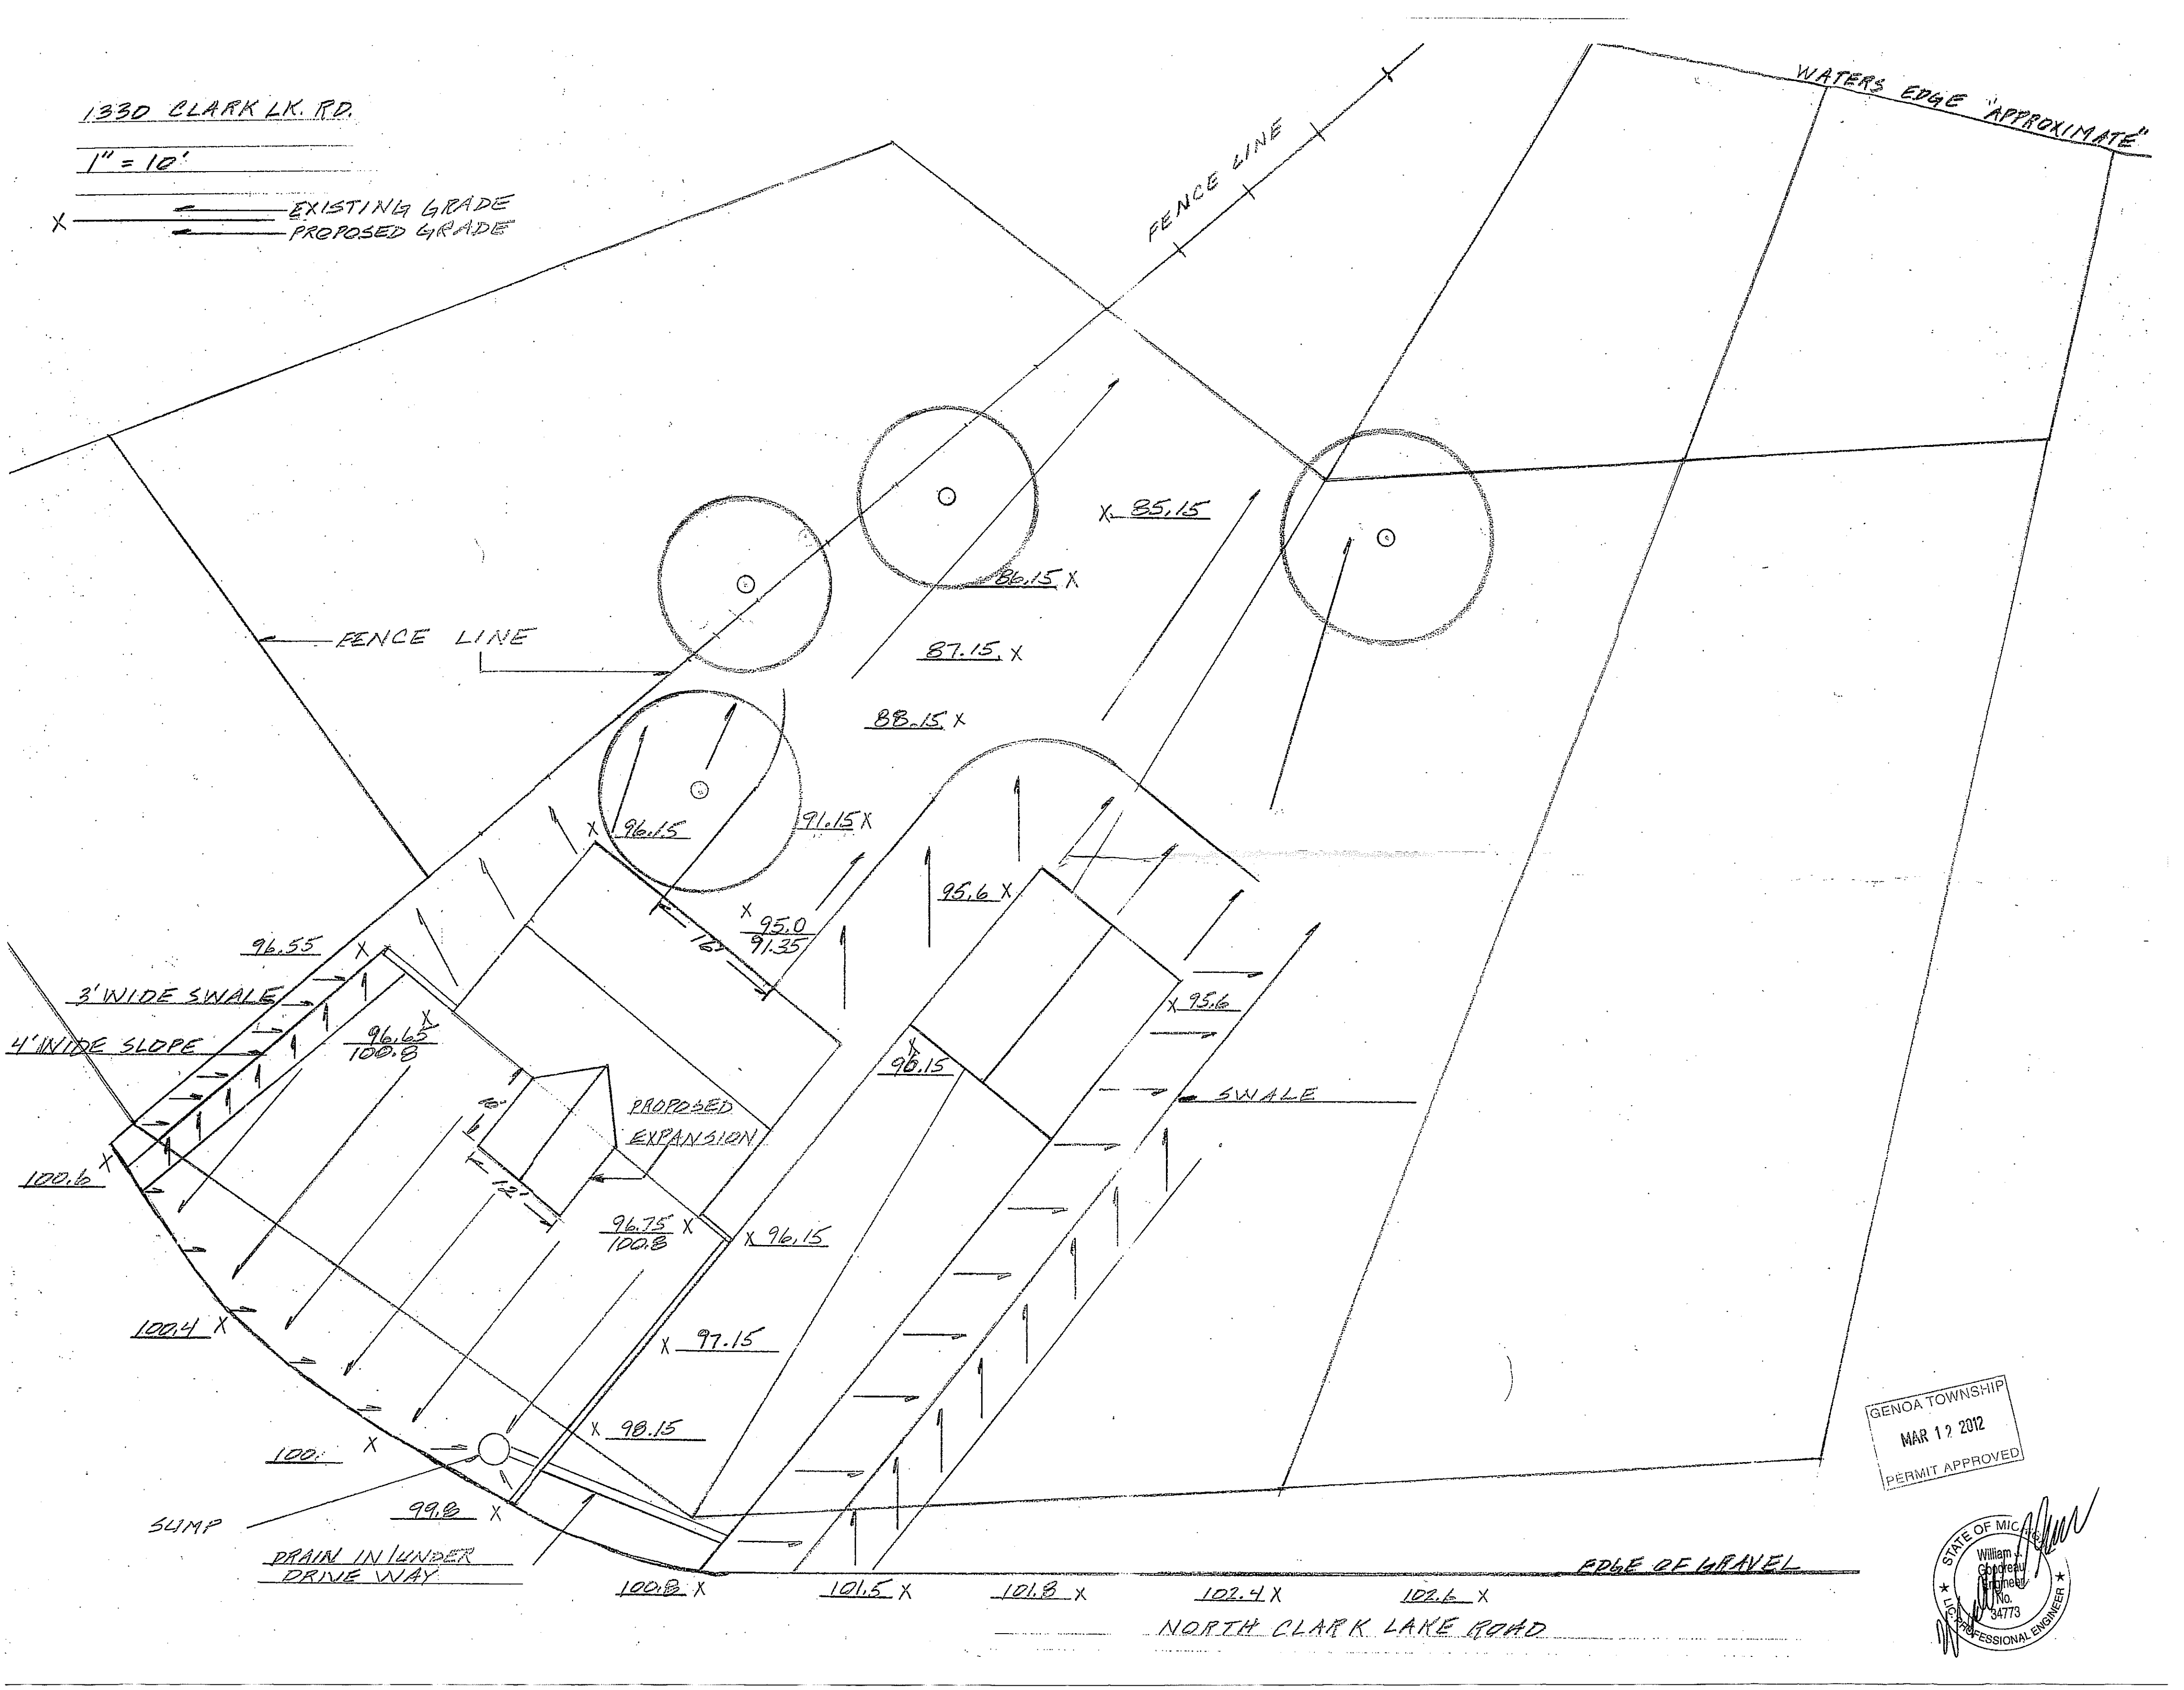 1330 CLARK LK. RD.
1" = 10'
EXISTING GRADE
X
PROPOSED GRADE
WATERS EDGE "APPROXIMATE"
FENCE LINE
X 85.15
86.15 X
FENCE LINE
87.15 X
88.15 X
X 96.15
91.15 X
95.6 X
X
95.0
91.35
16'
96.55 X
3' WIDE SWALE
X 95.6
4' WIDE SLOPE
X
96.65
100.8
X
96.15
SWALE
PROPOSED
EXPANSION
12'
100.6 X
96.75 X
100.8
X 96.15
100.4 X
X 97.15
X 98.15
100. X
99.8 X
SUMP
DRAIN IN/UNDER
DRIVE WAY
EDGE OF GRAVEL
100.8 X
101.5 X
101.8 X
102.4 X
102.6 X
NORTH CLARK LAKE ROAD
GENOA TOWNSHIP
MAR 12 2012
PERMIT APPROVED
STATE OF MICHIGAN
William J.
Goodreau
Engineer
No.
34773
LIC. PROFESSIONAL ENGINEER